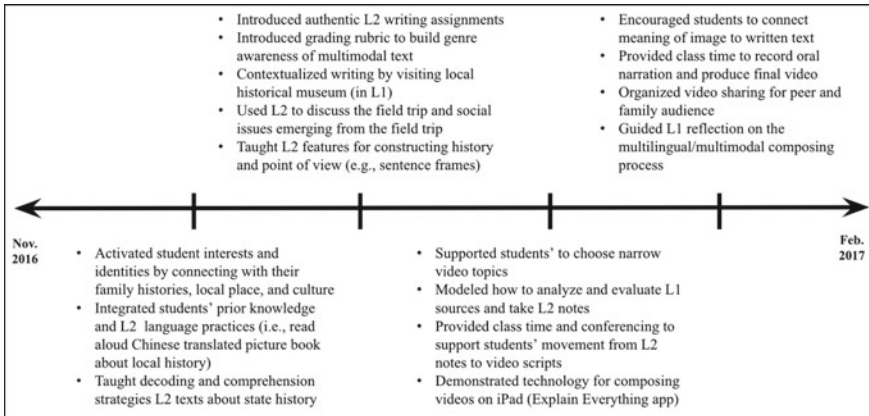 • Introduced authentic L2 writing assignments
• Introduced grading rubric to build genre
awareness of multimodal text
• Contextualized writing by visiting local
historical museum (in L1)
• Used L2 to discuss the field trip and social
issues emerging from the field trip
• Taught L2 features for constructing history
and point of view (e.g., sentence frames)
• Encouraged students to connect
meaning of image to written text
• Provided class time to record oral
narration and produce final video
• Organized video sharing for peer and
family audience
• Guided L1 reflection on the
multilingual/multimodal composing
process
Nov.
2016
Feb.
2017
• Activated student interests and
identities by connecting with their
family histories, local place, and culture
• Integrated students’ prior knowledge
and L2 language practices (i.e., read
aloud Chinese translated picture book
about local history)
• Taught decoding and comprehension
strategies L2 texts about state history
• Supported students’ to choose narrow
video topics
• Modeled how to analyze and evaluate L1
sources and take L2 notes
• Provided class time and conferencing to
support students’ movement from L2
notes to video scripts
• Demonstrated technology for composing
videos on iPad (Explain Everything app)